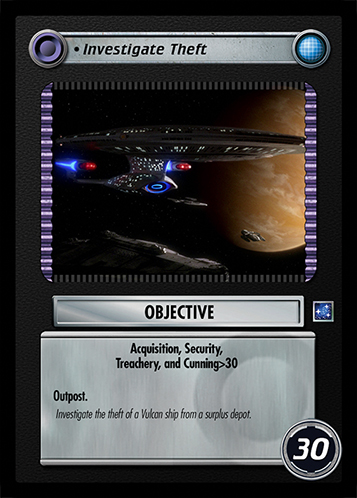 • Investigate Theft
OBJECTIVE
Acquisition, Security,
Treachery, and Cunning>30
Outpost.
Investigate the theft of a Vulcan ship from a surplus depot.
30